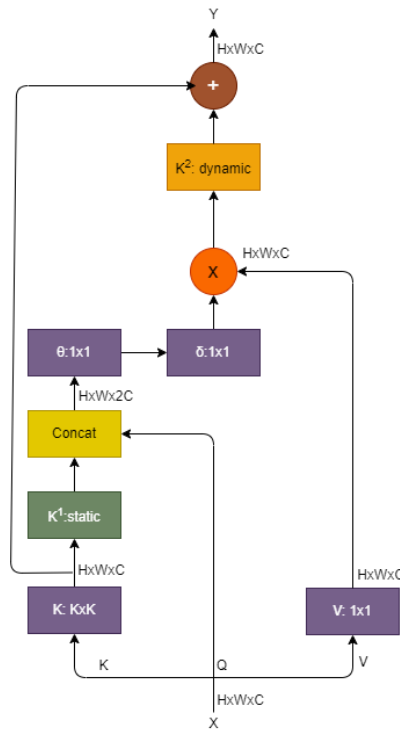 Y
HxWxC
+
K²: dynamic
HxWxC
X
θ:1x1
δ:1x1
HxWx2C
Concat
K¹:static
HxWxC
HxWxC
K: KxK
V: 1x1
K
Q
V
HxWxC
X